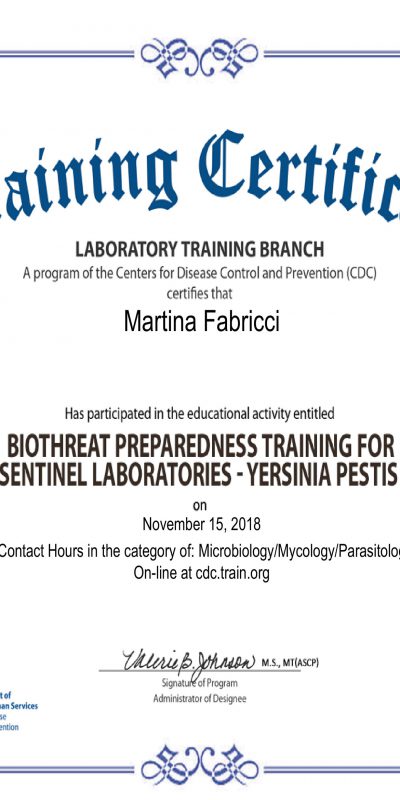 raining Certific
LABORATORY TRAINING BRANCH
A program of the Centers for Disease Control and Prevention (CDC)
certifies that
Martina Fabricci
Has participated in the educational activity entitled
BIOTHREAT PREPAREDNESS TRAINING FOR
SENTINEL LABORATORIES - YERSINIA PESTIS
on
November 15, 2018
Contact Hours in the category of: Microbiology/Mycology/Parasitolog
On-line at cdc.train.org
Valerie B. Johnson M.S., MT(ASCP)
Signature of Program
Administrator of Designee
t of
nan Services
se
ention